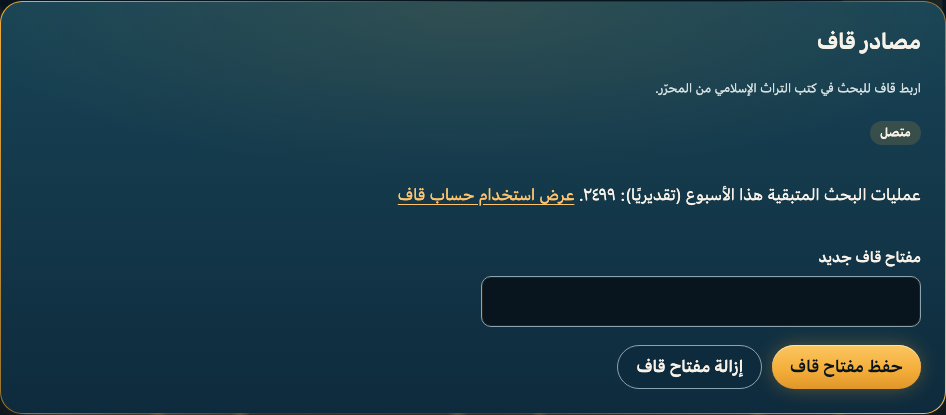 مصادر قاف
اربط قاف للبحث في كتب التراث الإسلامي من المحرّر.
متصل
عمليات البحث المتبقية هذا الأسبوع (تقديريًا): ٢٤٩٩. عرض استخدام حساب قاف
مفتاح قاف جديد
حفظ مفتاح قاف
إزالة مفتاح قاف